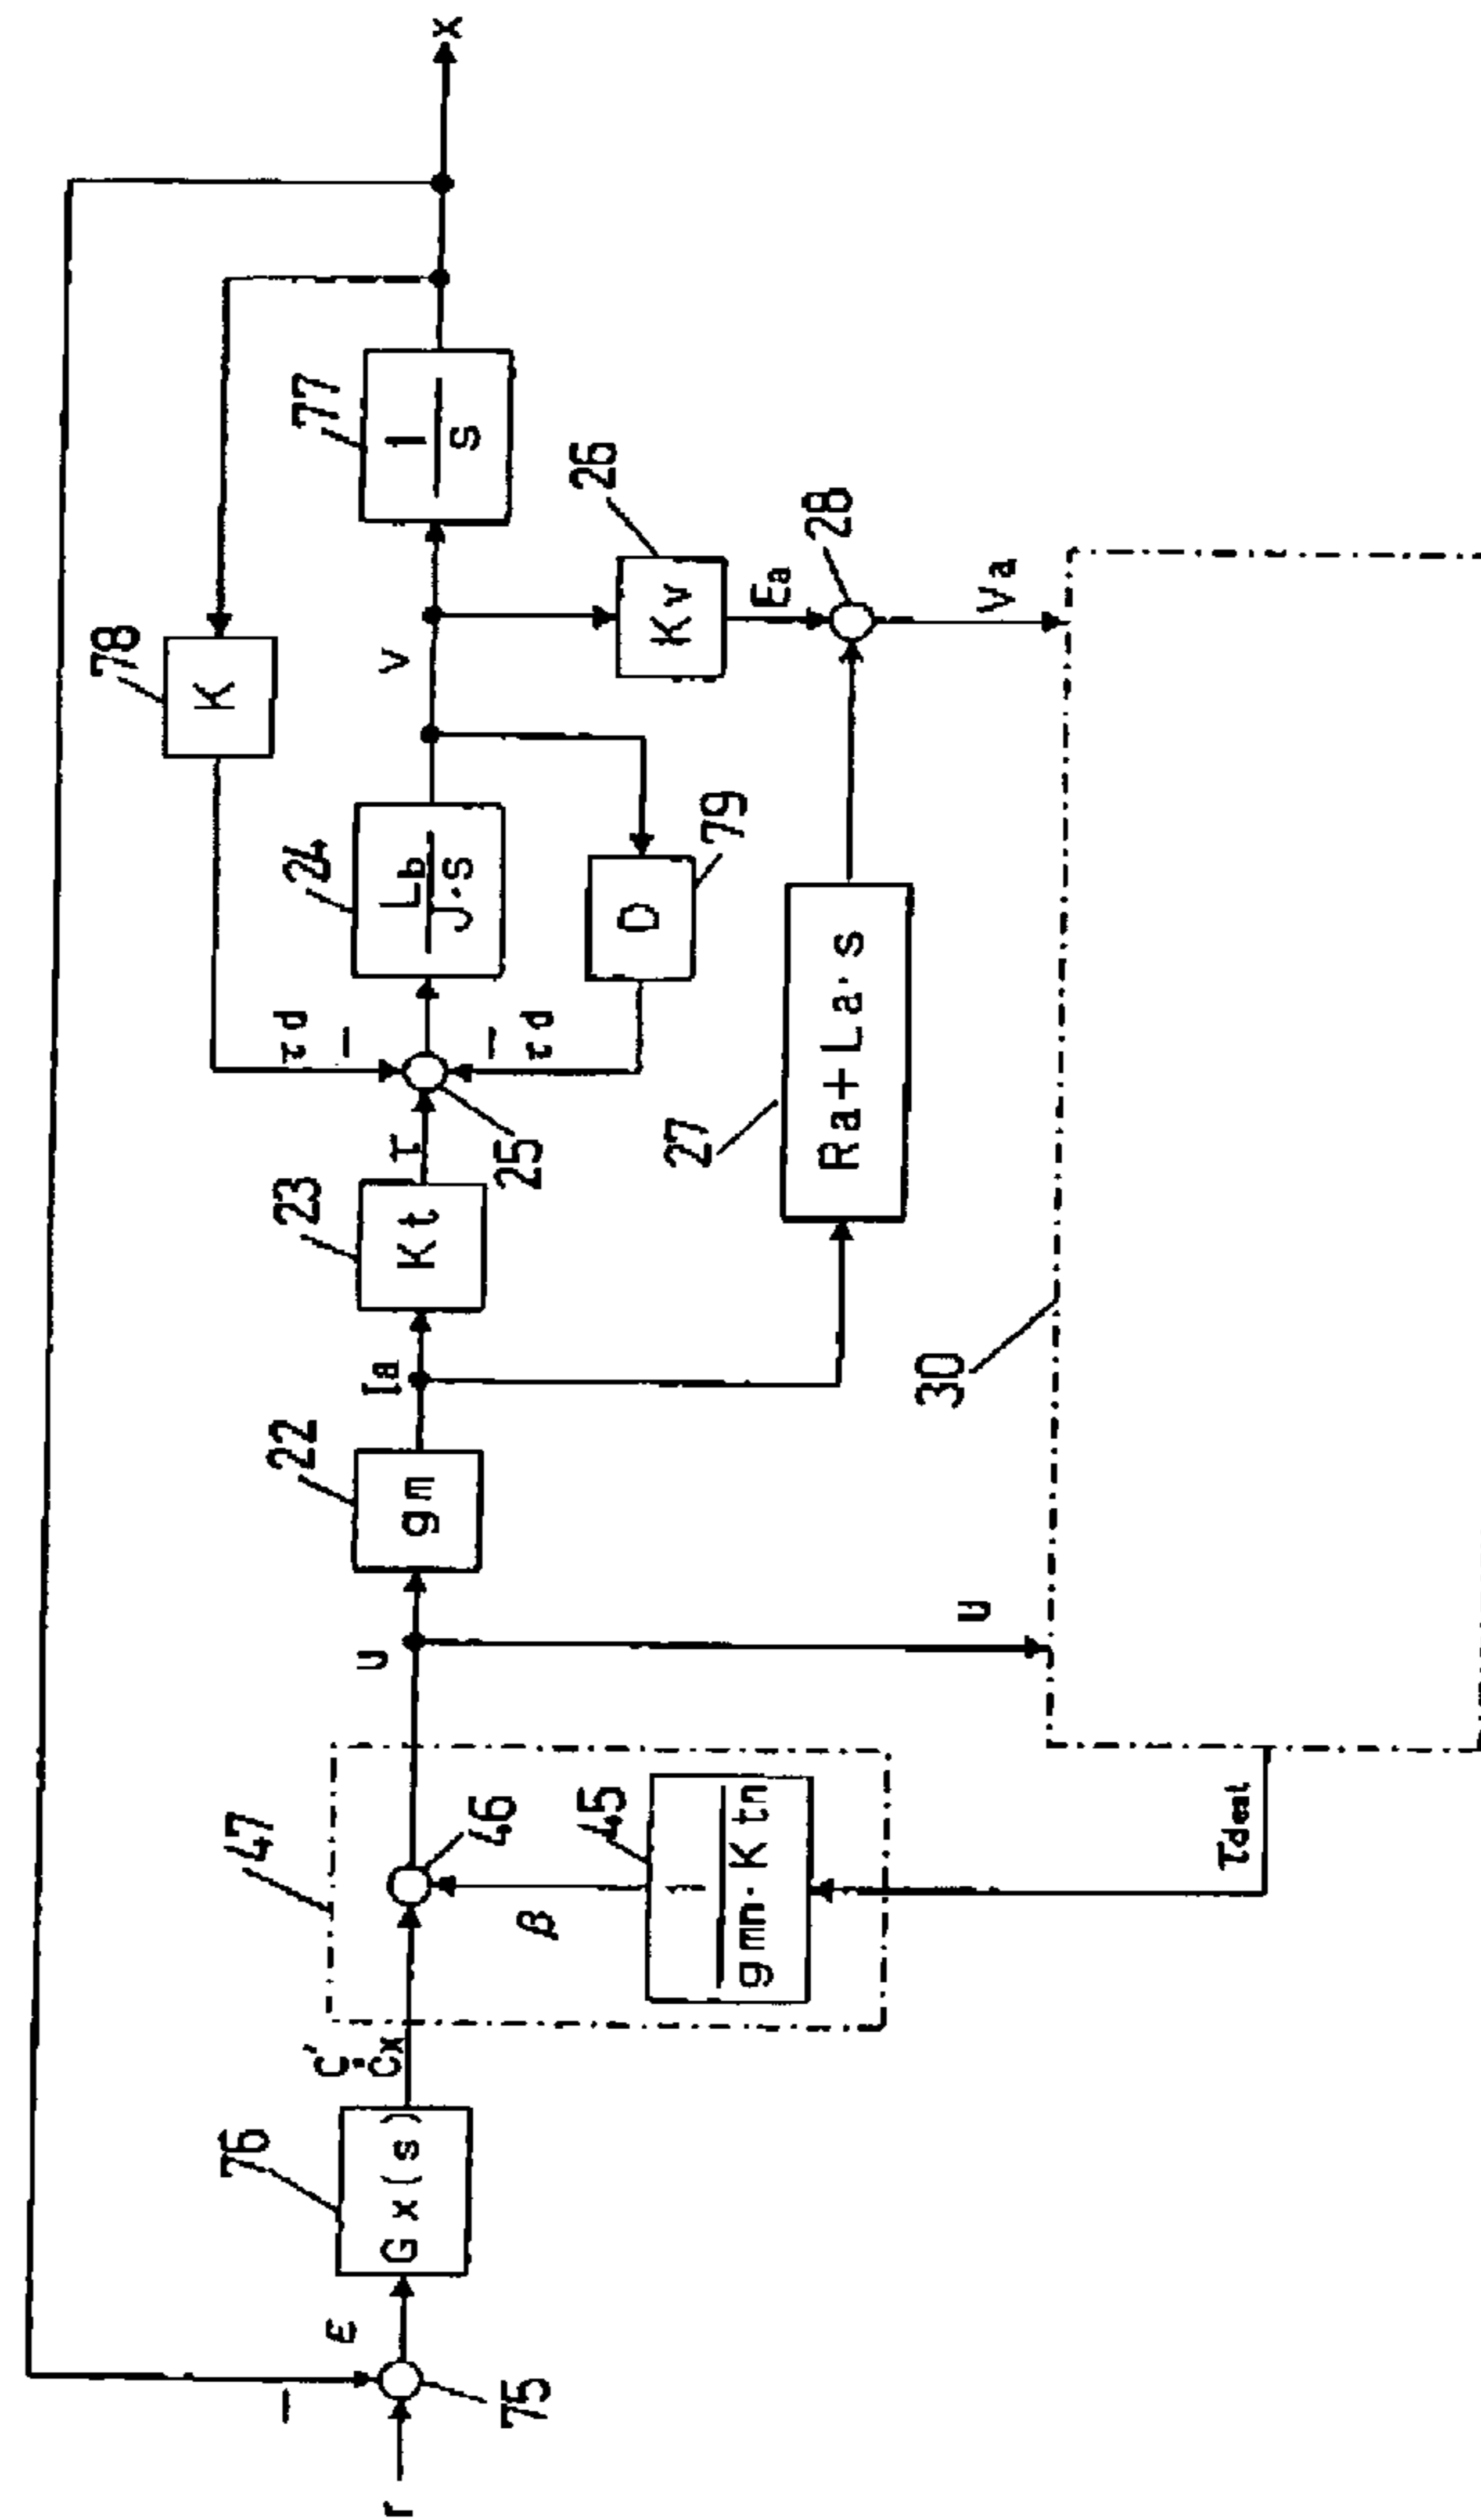 r
75
−
ε
76
Gx(s)
c'
cx
47
46
β
45
1
gmn·Ktn
τdest
u
u
22
gm
Ia
23
Kt
τ
25
τd
−
−
τd
24
Lb
J·s
v
79
D
78
K
77
1
s
26
Kv
Ea
28
Va
27
Ra+La·s
30
x